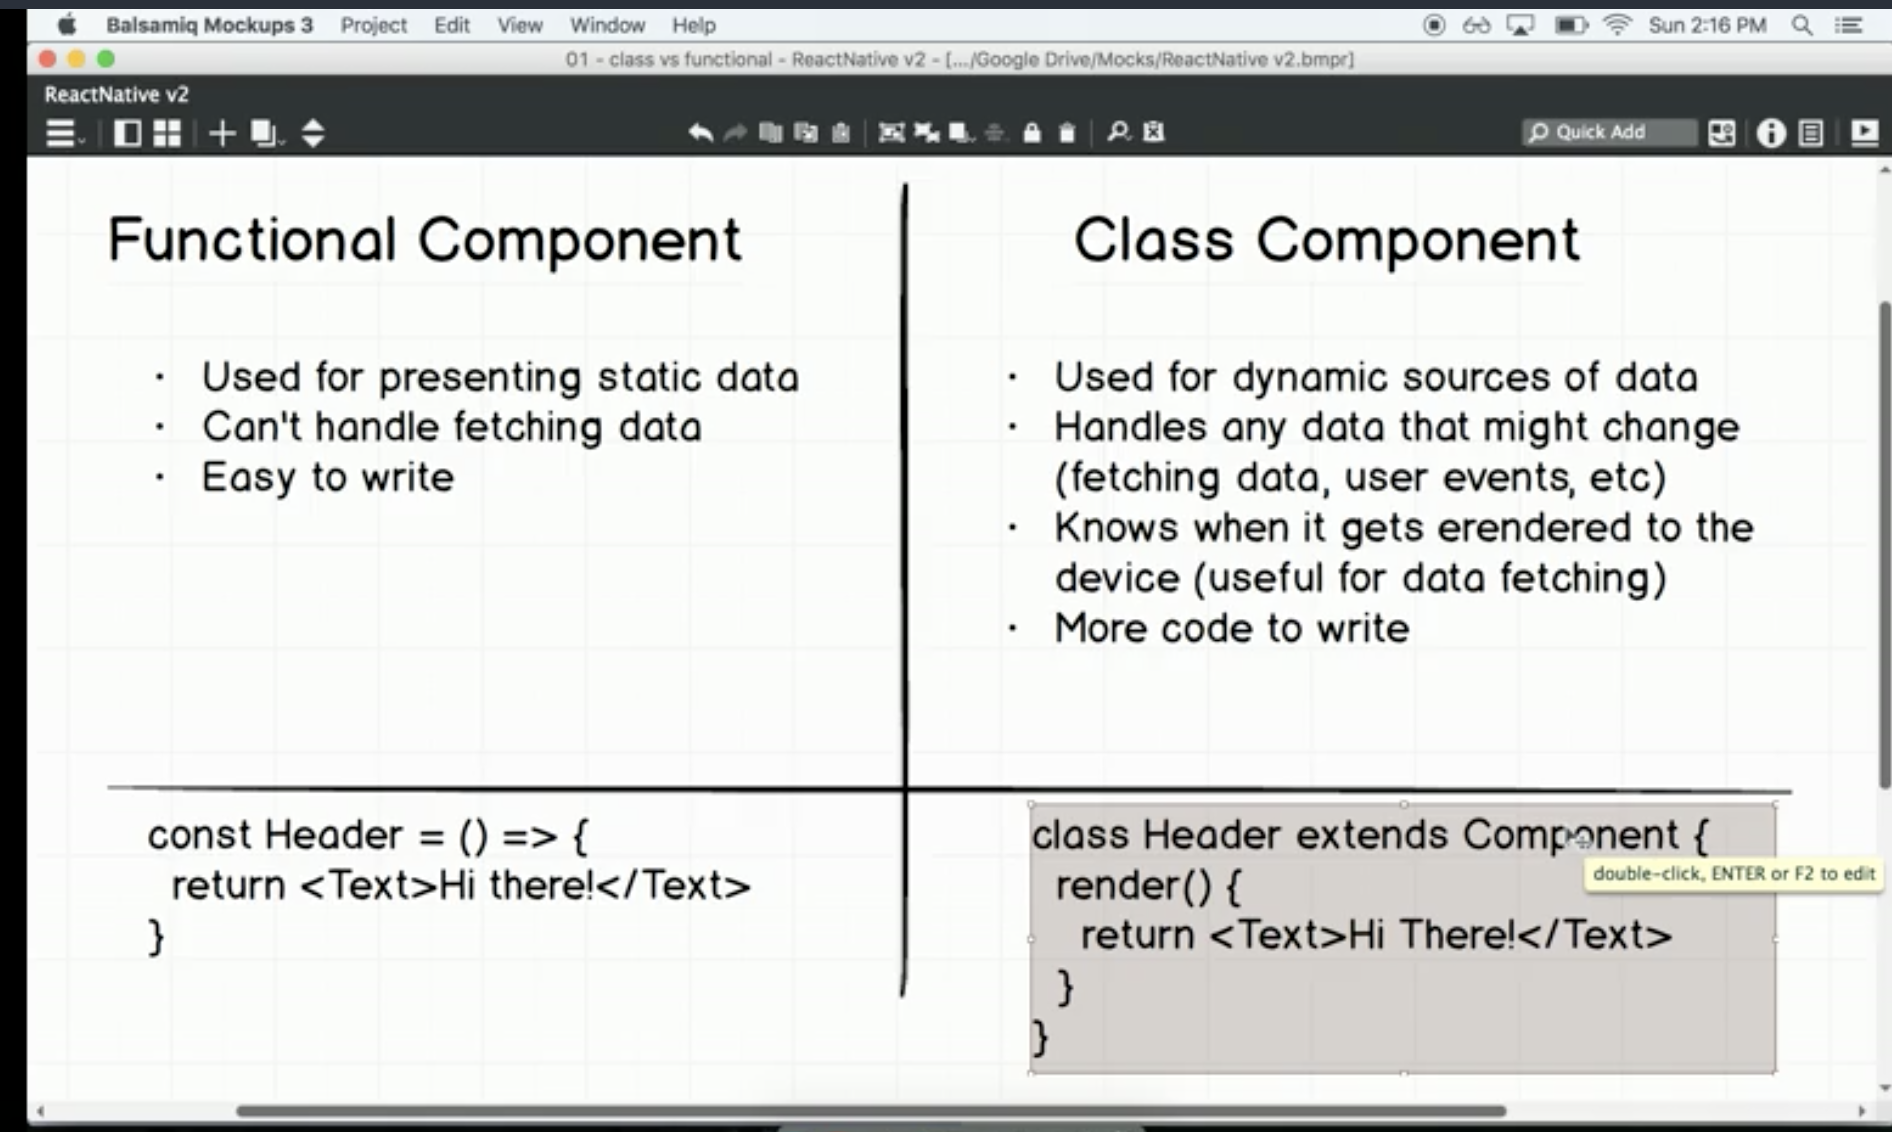 Balsamiq Mockups 3 Project Edit View Window Help Sun 2:16 PM
01 - class vs functional - ReactNative v2 - [.../Google Drive/Mocks/ReactNative v2.bmpr]
ReactNative v2
Quick Add
Functional Component
· Used for presenting static data
· Can't handle fetching data
· Easy to write
Class Component
· Used for dynamic sources of data
· Handles any data that might change
(fetching data, user events, etc)
· Knows when it gets erendered to the
device (useful for data fetching)
· More code to write
const Header = () => {
return <Text>Hi there!</Text>
}
class Header extends Component {
render() {
return <Text>Hi There!</Text>
}
}
double-click, ENTER or F2 to edit